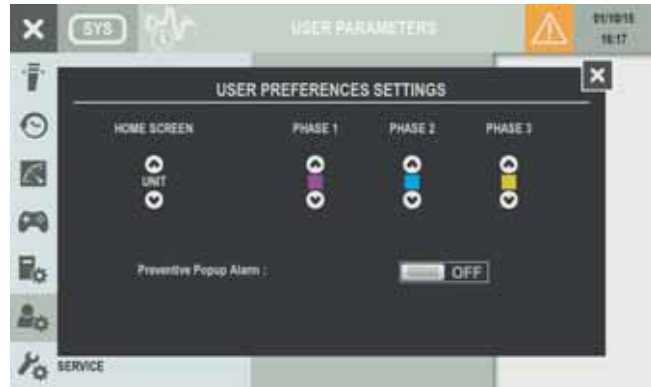 SYS
USER PARAMETERS
01/10/15
16:17
USER PREFERENCES SETTINGS
HOME SCREEN PHASE 1 PHASE 2 PHASE 3
UNIT
Preventive Popup Alarm :
OFF
SERVICE